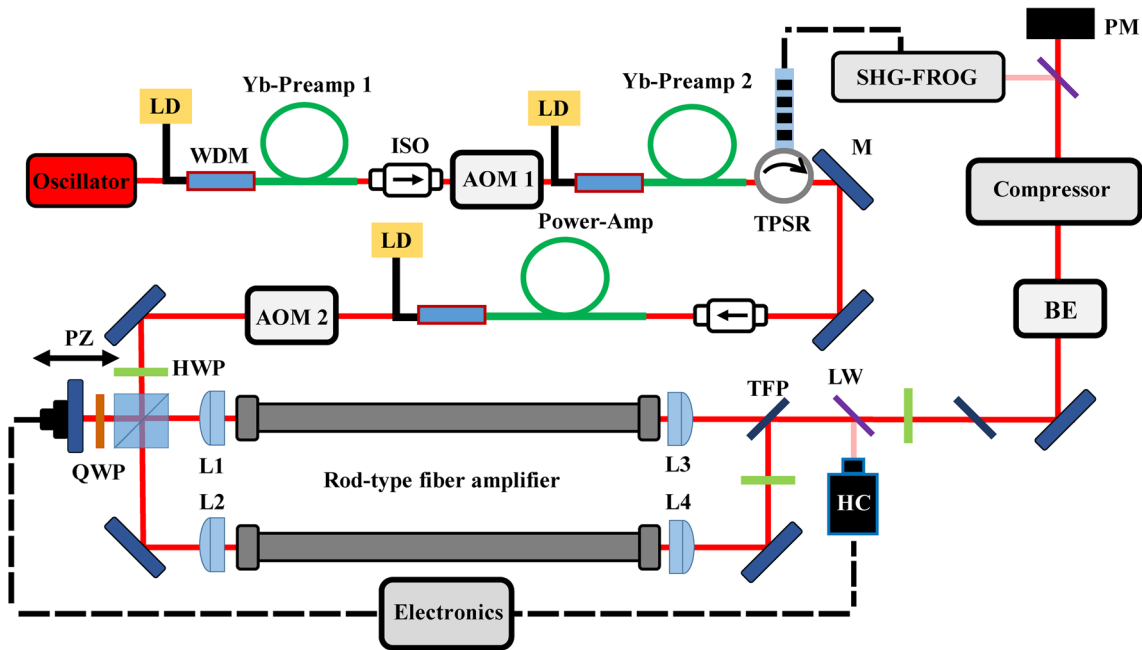 PM
SHG-FROG
Yb-Preamp 1
Yb-Preamp 2
LD
LD
WDM
ISO
M
Oscillator
AOM 1
TPSR
Compressor
Power-Amp
LD
AOM 2
BE
PZ
HWP
TFP
LW
QWP
L1
L3
Rod-type fiber amplifier
L2
L4
HC
Electronics